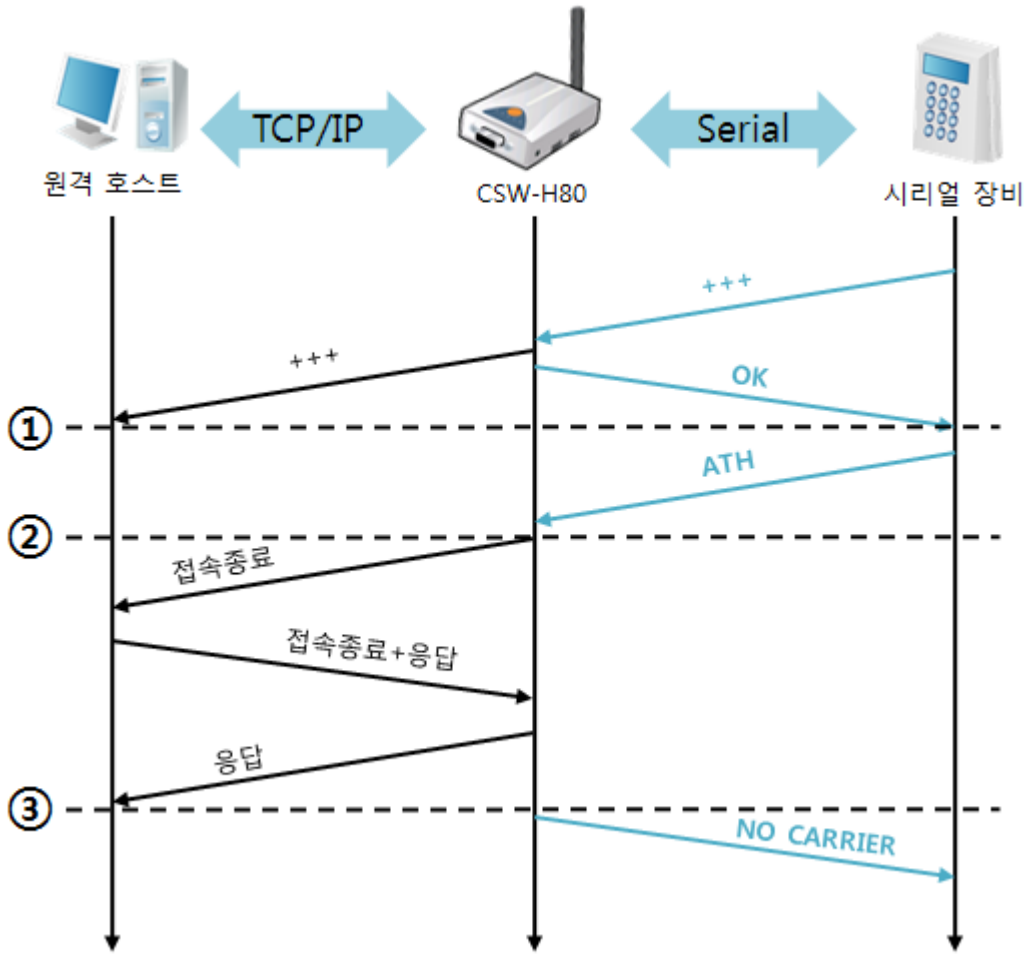 TCP/IP
Serial
원격 호스트
CSW-H80
시리얼 장비
+++
+++
OK
①
ATH
②
접속종료
접속종료+응답
응답
③
NO CARRIER